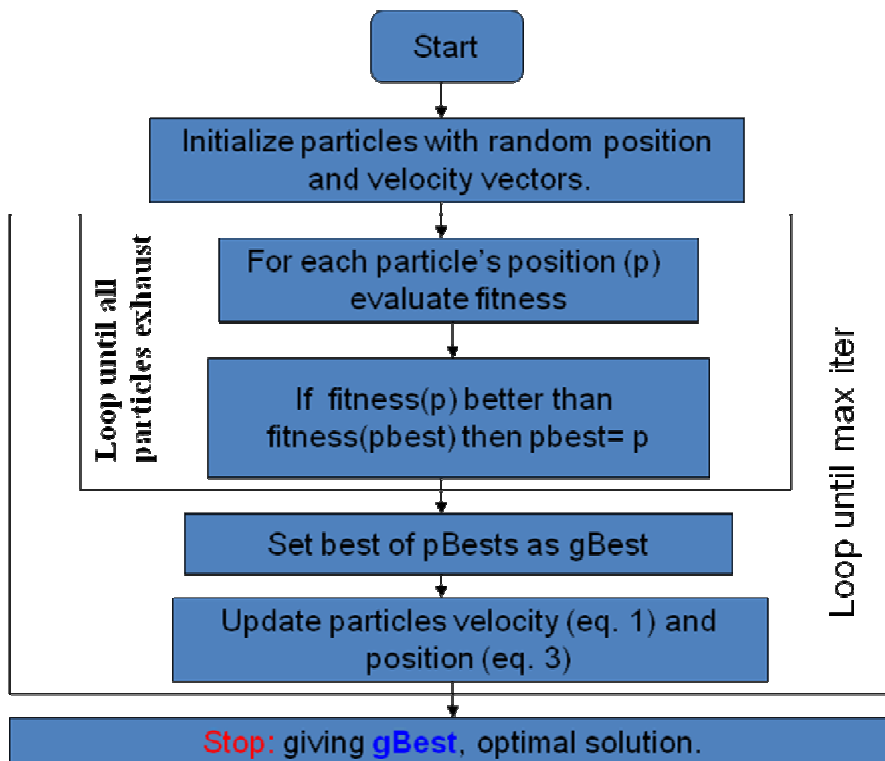 Start
Initialize particles with random position
and velocity vectors.
For each particle's position (p)
evaluate fitness
If fitness(p) better than
fitness(pbest) then pbest= p
Loop until all
particles exhaust
Set best of pBests as gBest
Update particles velocity (eq. 1) and
position (eq. 3)
Loop until max iter
Stop: giving gBest, optimal solution.